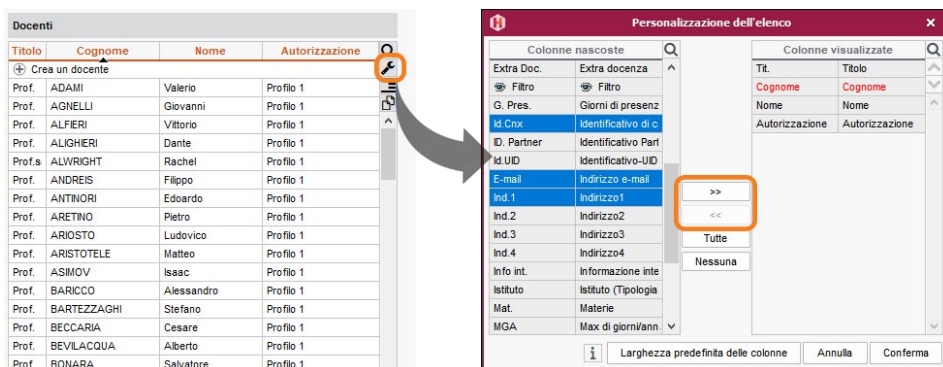 Docenti
Titolo Cognome Nome Autorizzazione
Crea un docente
Prof. ADAMI Valerio Profilo 1
Prof. AGNELLI Giovanni Profilo 1
Prof. ALFIERI Vittorio Profilo 1
Prof. ALIGHIERI Dante Profilo 1
Prof.s ALWRIGHT Rachel Profilo 1
Prof. ANDREIS Filippo Profilo 1
Prof. ANTINORI Edoardo Profilo 1
Prof. ARETINO Pietro Profilo 1
Prof. ARIOSTO Ludovico Profilo 1
Prof. ARISTOTELE Matteo Profilo 1
Prof. ASIMOV Isaac Profilo 1
Prof. BARICCO Alessandro Profilo 1
Prof. BARTEZZAGHI Stefano Profilo 1
Prof. BECCARIA Cesare Profilo 1
Prof. BEVILACQUA Alberto Profilo 1
Prof. BONARA Salvatore Profilo 1
Personalizzazione dell'elenco
Colonne nascoste
Extra Doc. Extra docenza
Filtro Filtro
G. Pres. Giorni di presenz
Id.Cnx Identificativo di c
ID. Partner Identificativo Part
Id.UID Identificativo-UID
E-mail Indirizzo e-mail
Ind.1 Indirizzo1
Ind.2 Indirizzo2
Ind.3 Indirizzo3
Ind.4 Indirizzo4
Info int. Informazione inte
Istituto Istituto (Tipologia
Mat. Materie
MGA Max di giorni/ann
>>
<<
Tutte
Nessuna
Colonne visualizzate
Tit. Titolo
Cognome Cognome
Nome Nome
Autorizzazione Autorizzazione
i Larghezza predefinita delle colonne Annulla Conferma